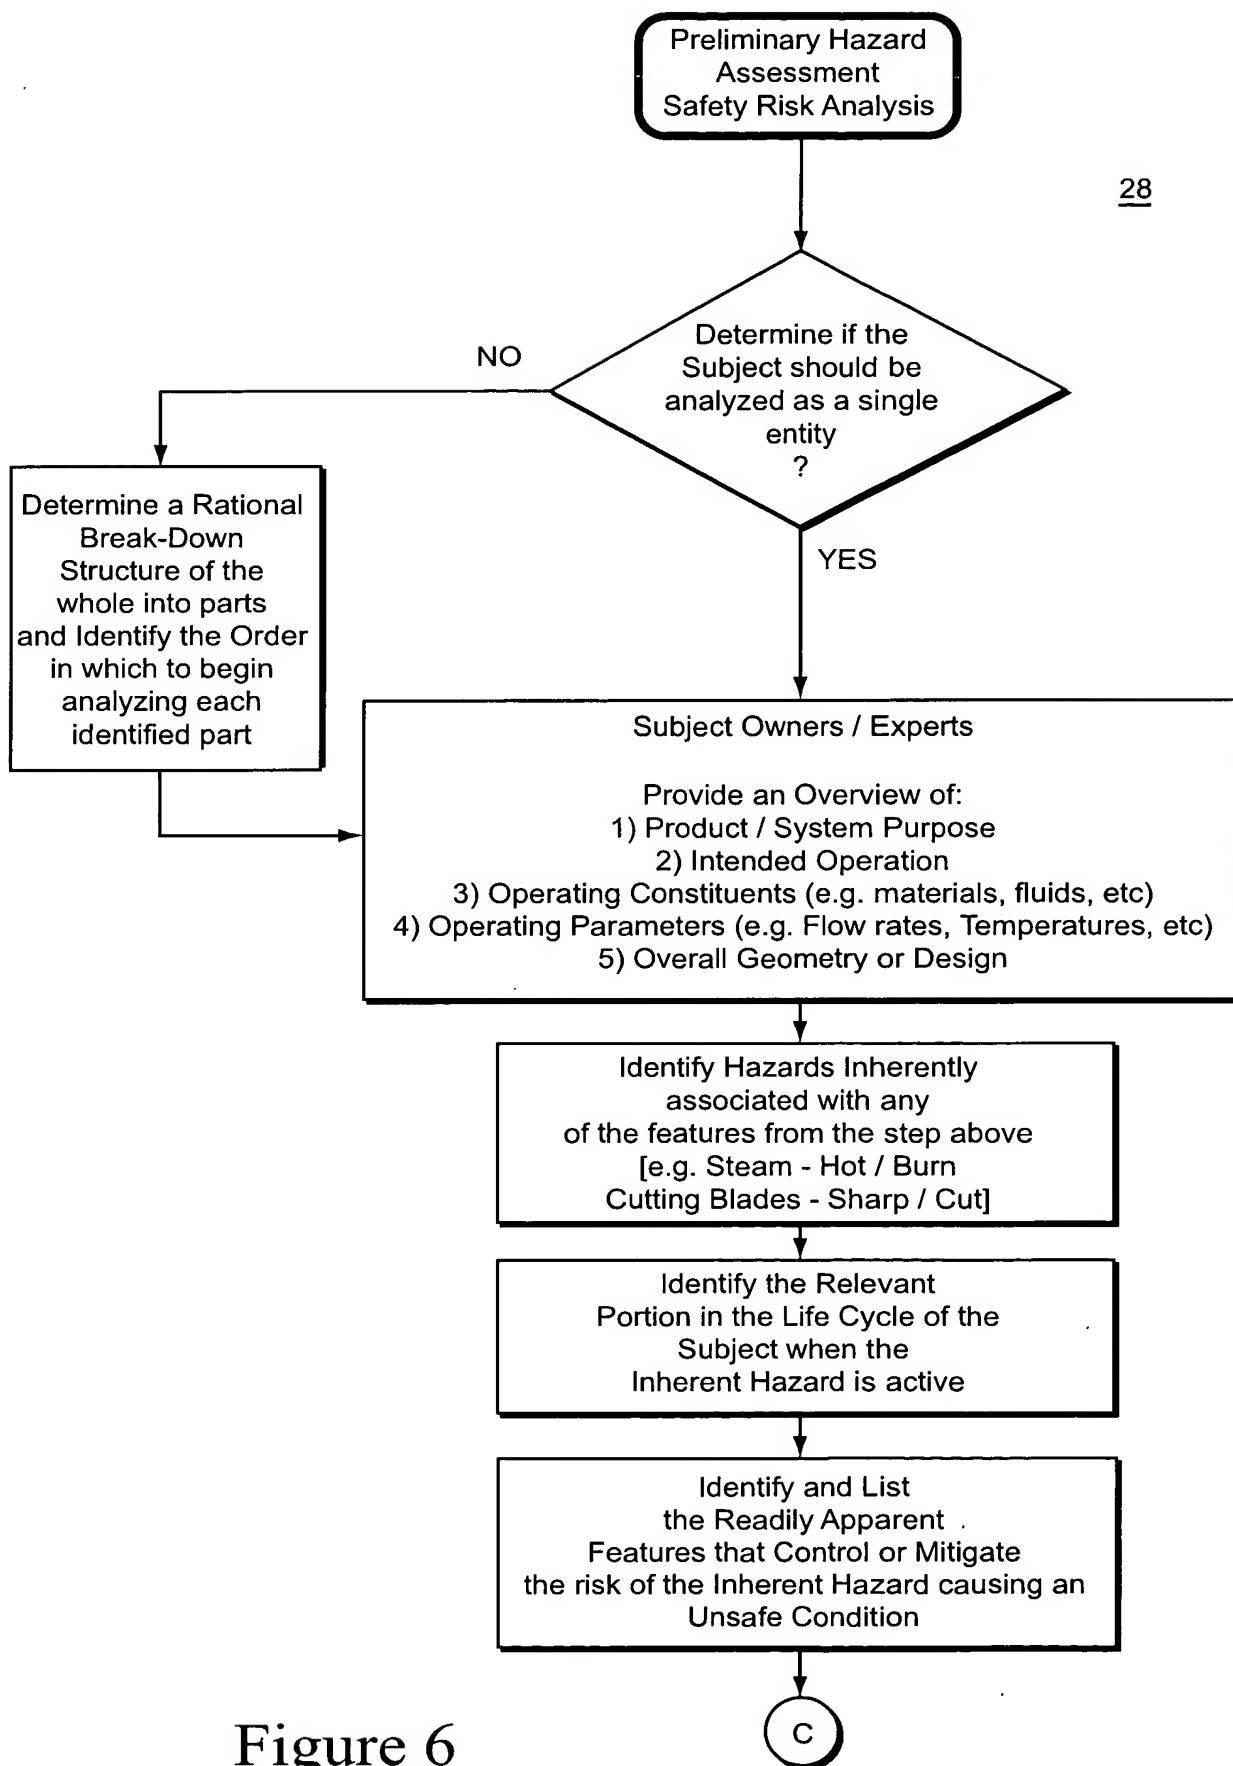 Preliminary Hazard
Assessment
Safety Risk Analysis
28
Determine if the
Subject should be
analyzed as a single
entity
?
NO
YES
Determine a Rational
Break-Down
Structure of the
whole into parts
and Identify the Order
in which to begin
analyzing each
identified part
Subject Owners / Experts
Provide an Overview of:
1) Product / System Purpose
2) Intended Operation
3) Operating Constituents (e.g. materials, fluids, etc)
4) Operating Parameters (e.g. Flow rates, Temperatures, etc)
5) Overall Geometry or Design
Identify Hazards Inherently
associated with any
of the features from the step above
[e.g. Steam - Hot / Burn
Cutting Blades - Sharp / Cut]
Identify the Relevant
Portion in the Life Cycle of the
Subject when the
Inherent Hazard is active
Identify and List
the Readily Apparent
Features that Control or Mitigate
the risk of the Inherent Hazard causing an
Unsafe Condition
C
Figure 6